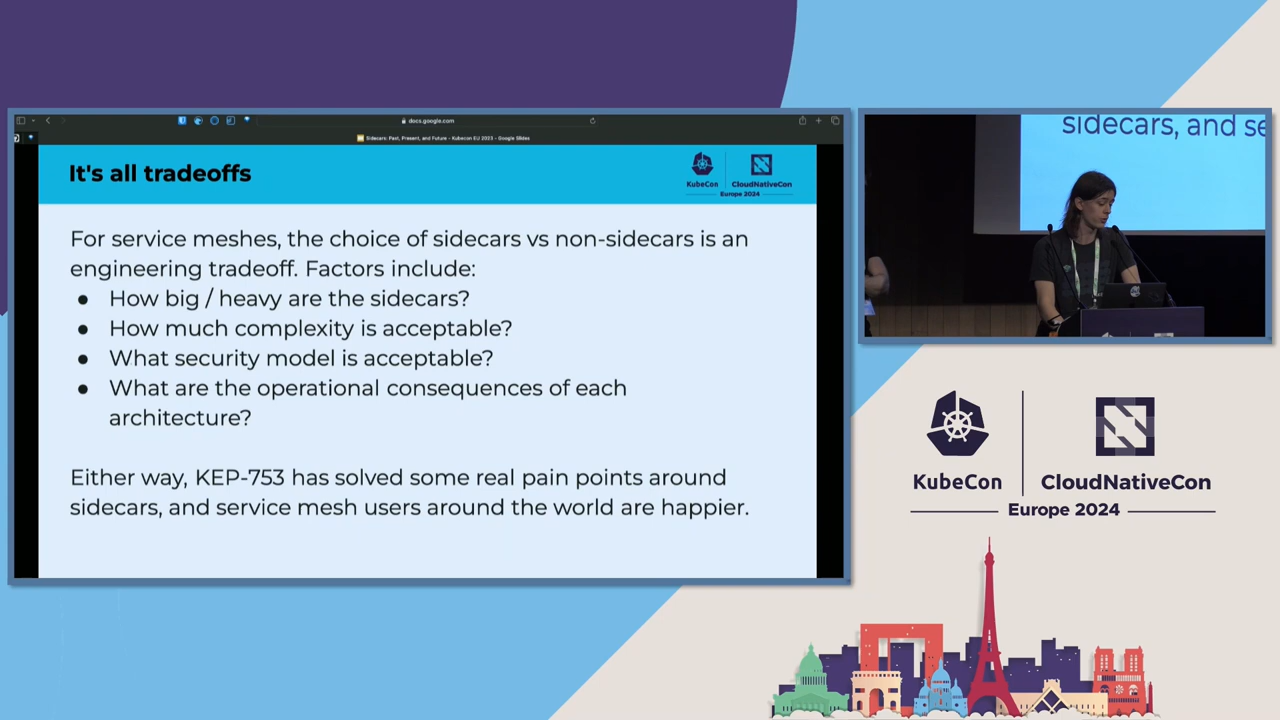 docs.google.com
Sidecars: Past, Present, and Future - Kubecon EU 2023 - Google Slides
It's all tradeoffs
KubeCon
CloudNativeCon
Europe 2024
For service meshes, the choice of sidecars vs non-sidecars is an
engineering tradeoff. Factors include:
● How big / heavy are the sidecars?
● How much complexity is acceptable?
● What security model is acceptable?
● What are the operational consequences of each
architecture?
Either way, KEP-753 has solved some real pain points around
sidecars, and service mesh users around the world are happier.
sidecars, and se
KubeCon
CloudNativeCon
Europe 2024